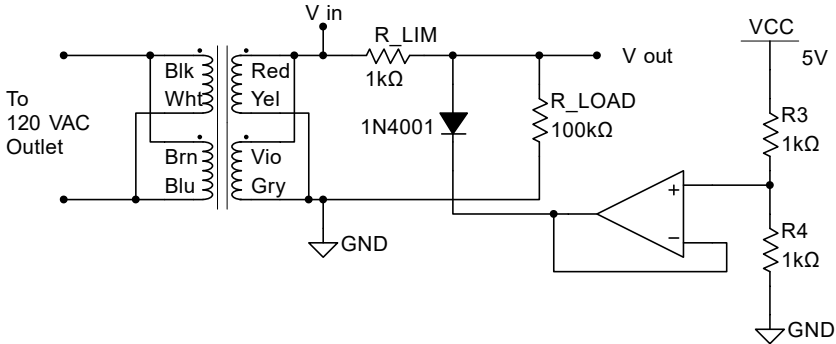 V in
R_LIM
1kΩ
V out
VCC
5V
To
120 VAC
Outlet
Blk
Wht
Brn
Blu
Red
Yel
Vio
Gry
1N4001
R_LOAD
100kΩ
R3
1kΩ
+
−
R4
1kΩ
GND
GND